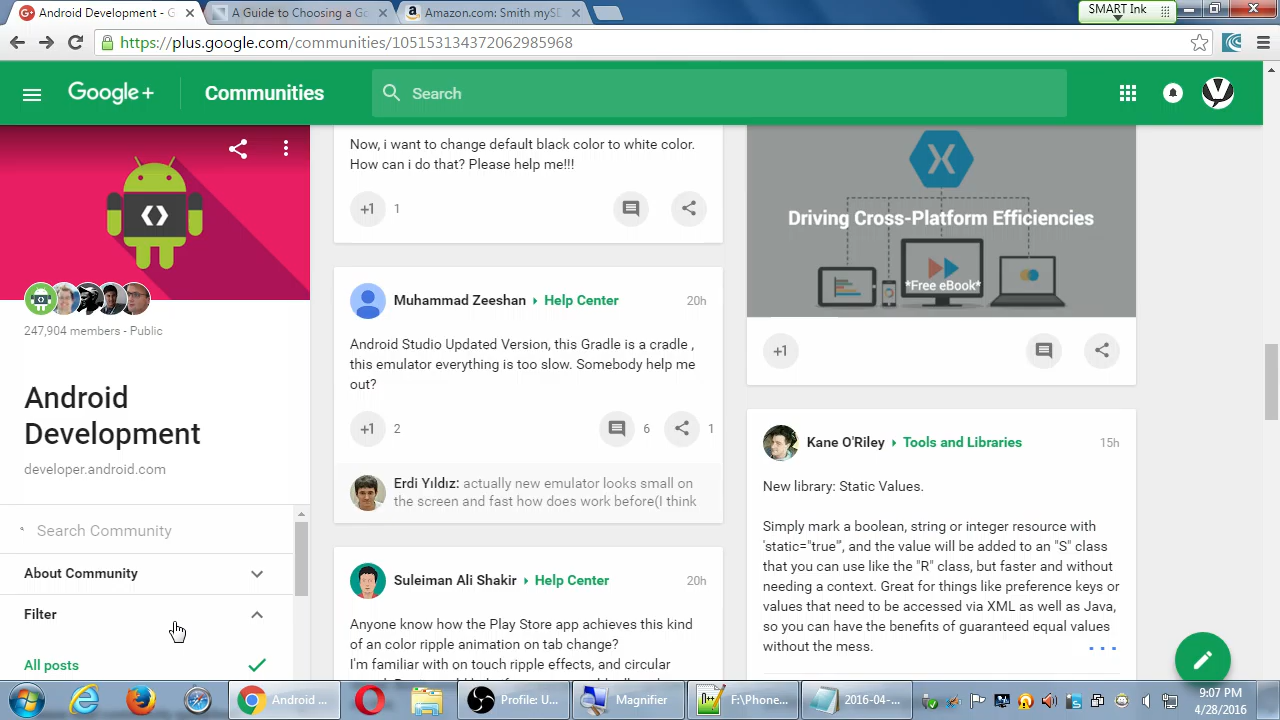 Android Development - G
A Guide to Choosing a Go
Amazon.com: Smith mySD
SMART Ink
https://plus.google.com/communities/105153134372062985968
Google+
Communities
Search
247,904 members - Public
Android
Development
developer.android.com
Search Community
About Community
Filter
All posts
Now, i want to change default black color to white color.
How can i do that? Please help me!!!
+1 1
Muhammad Zeeshan Help Center 20h
Android Studio Updated Version, this Gradle is a cradle ,
this emulator everything is too slow. Somebody help me
out?
+1 2 6 1
Erdi Yıldız: actually new emulator looks small on
the screen and fast how does work before(I think
Suleiman Ali Shakir Help Center 20h
Anyone know how the Play Store app achieves this kind
of an color ripple animation on tab change?
I'm familiar with on touch ripple effects, and circular
Driving Cross-Platform Efficiencies
*Free eBook*
+1
Kane O'Riley Tools and Libraries 15h
New library: Static Values.
Simply mark a boolean, string or integer resource with
'static="true"', and the value will be added to an "S" class
that you can use like the "R" class, but faster and without
needing a context. Great for things like preference keys or
values that need to be accessed via XML as well as Java,
so you can have the benefits of guaranteed equal values
without the mess.
Android ...
Profile: U...
Magnifier
F:\Phone...
2016-04-...
9:07 PM
4/28/2016